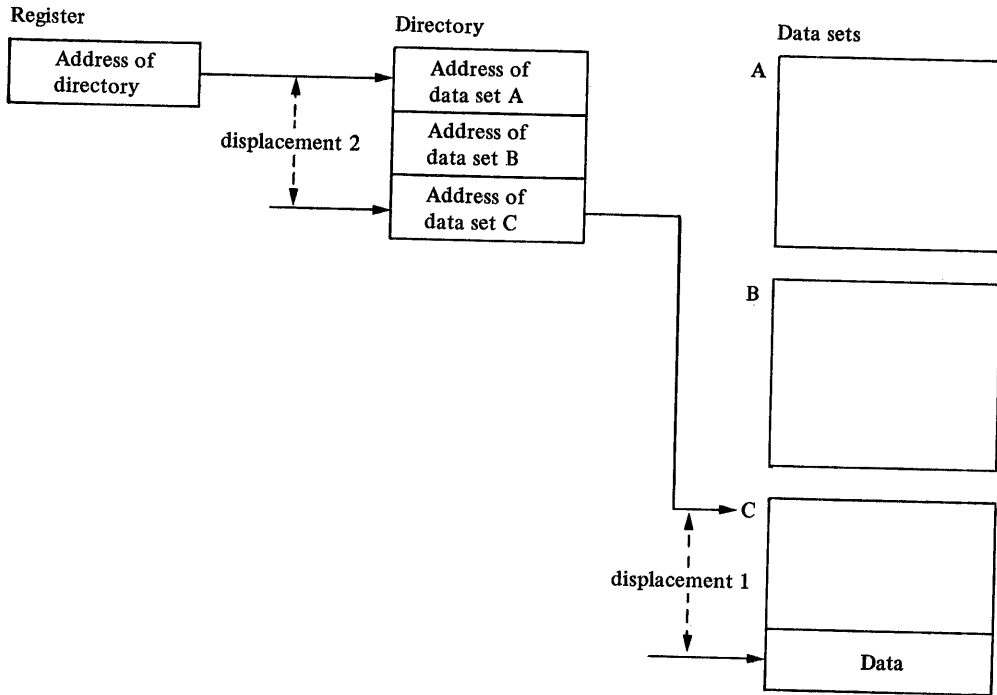 Register
Address of
directory
displacement 2
Directory
Address of
data set A
Address of
data set B
Address of
data set C
Data sets
A
B
C
displacement 1
Data